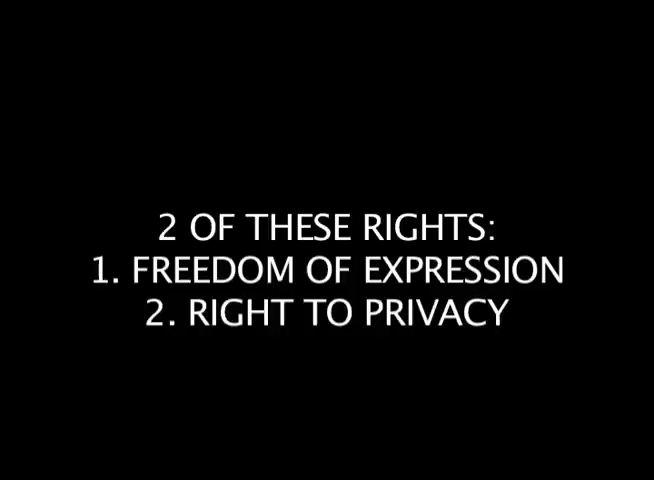 2 OF THESE RIGHTS:
1. FREEDOM OF EXPRESSION
2. RIGHT TO PRIVACY